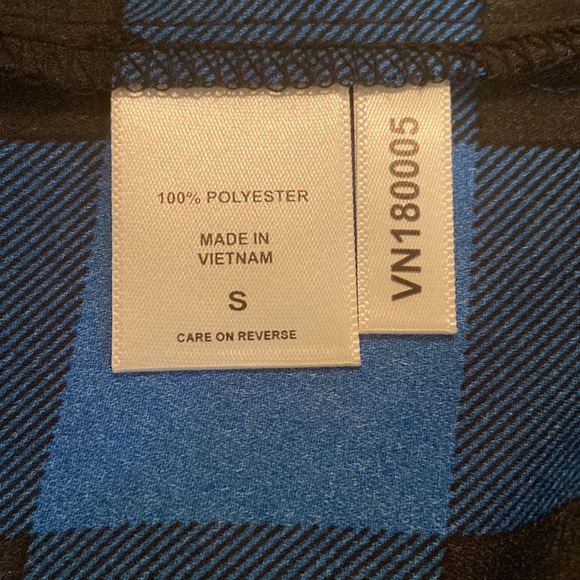 100% POLYESTER
MADE IN
VIETNAM
S
CARE ON REVERSE
VN180005